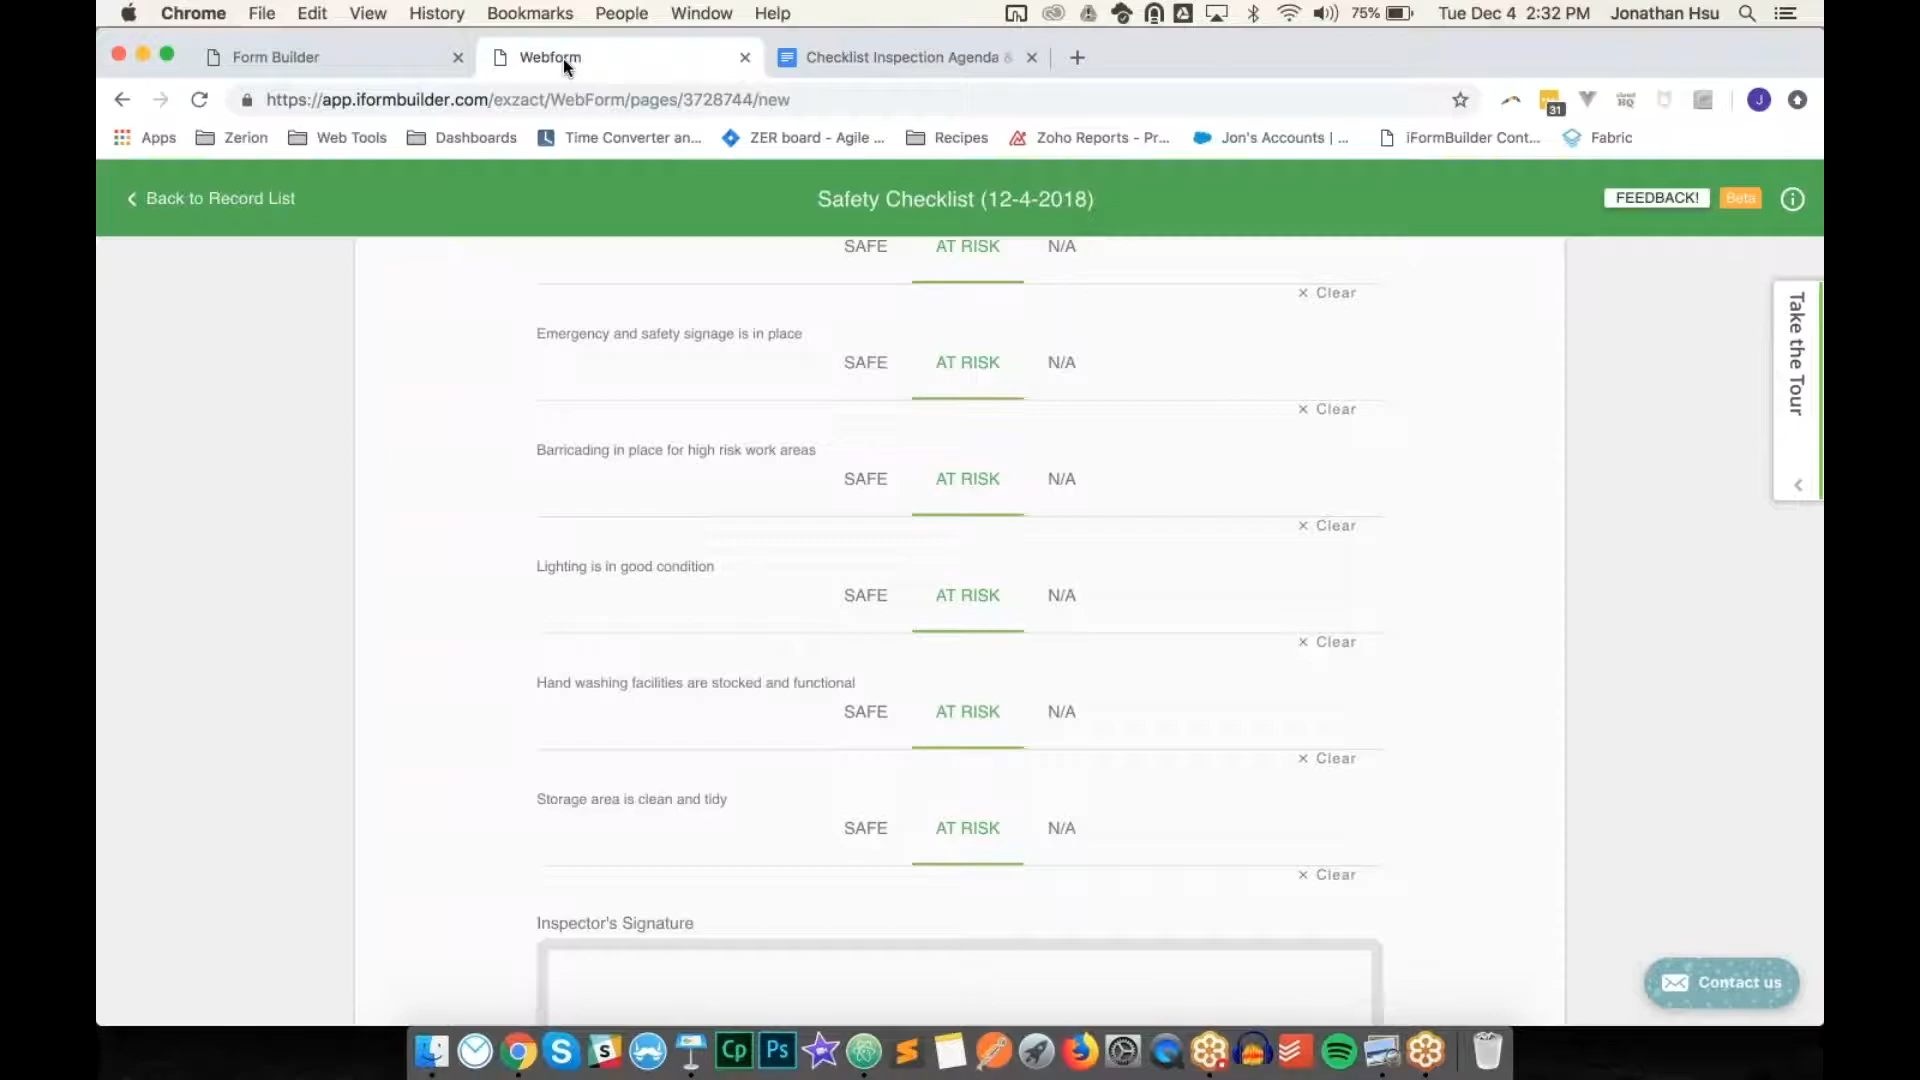 Chrome File Edit View History Bookmarks People Window Help 75% Tue Dec 4 2:32 PM Jonathan Hsu
Form Builder Webform Checklist Inspection Agenda
https://app.iformbuilder.com/exzact/WebForm/pages/3728744/new 31 HQ J
Apps Zerion Web Tools Dashboards Time Converter an... ZER board - Agile ... Recipes Zoho Reports - Pr... Jon's Accounts | ... iFormBuilder Cont... Fabric
Back to Record List Safety Checklist (12-4-2018) FEEDBACK! Beta
SAFE AT RISK N/A
× Clear
Take the Tour
Emergency and safety signage is in place
SAFE AT RISK N/A
× Clear
Barricading in place for high risk work areas
SAFE AT RISK N/A
× Clear
Lighting is in good condition
SAFE AT RISK N/A
× Clear
Hand washing facilities are stocked and functional
SAFE AT RISK N/A
× Clear
Storage area is clean and tidy
SAFE AT RISK N/A
× Clear
Inspector's Signature
Contact us
Cp Ps